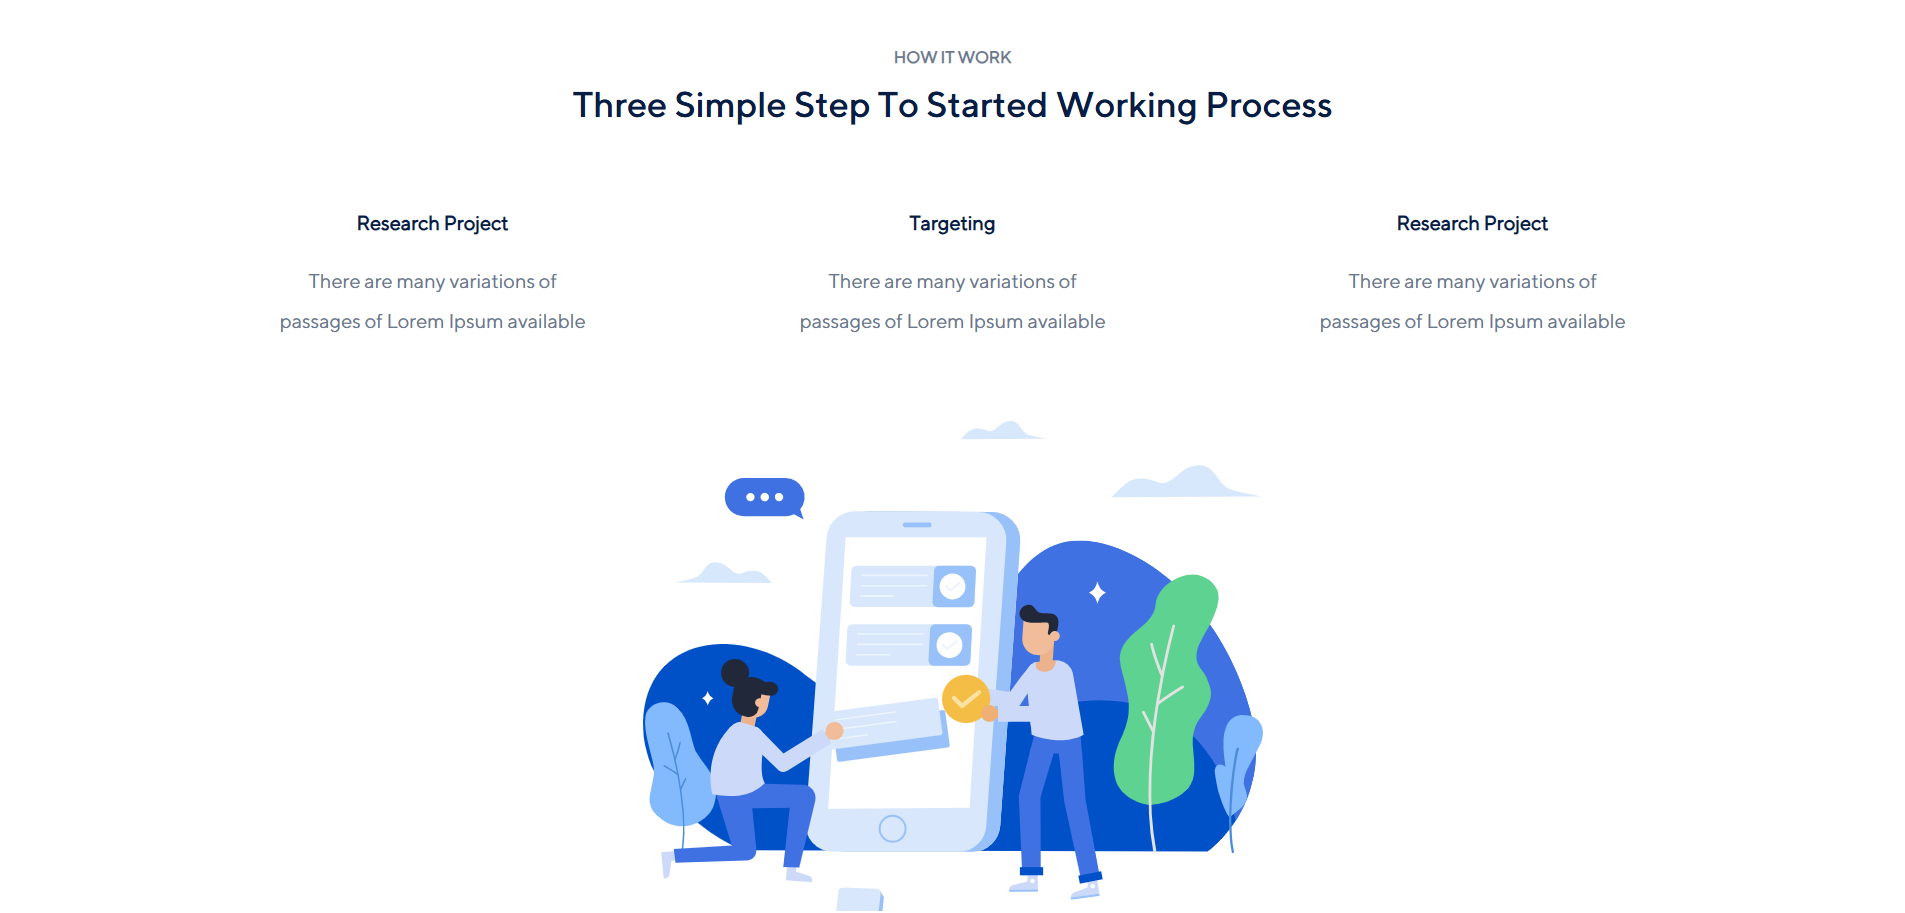 HOW IT WORK
Three Simple Step To Started Working Process
Research Project
There are many variations of
passages of Lorem Ipsum available
Targeting
There are many variations of
passages of Lorem Ipsum available
Research Project
There are many variations of
passages of Lorem Ipsum available